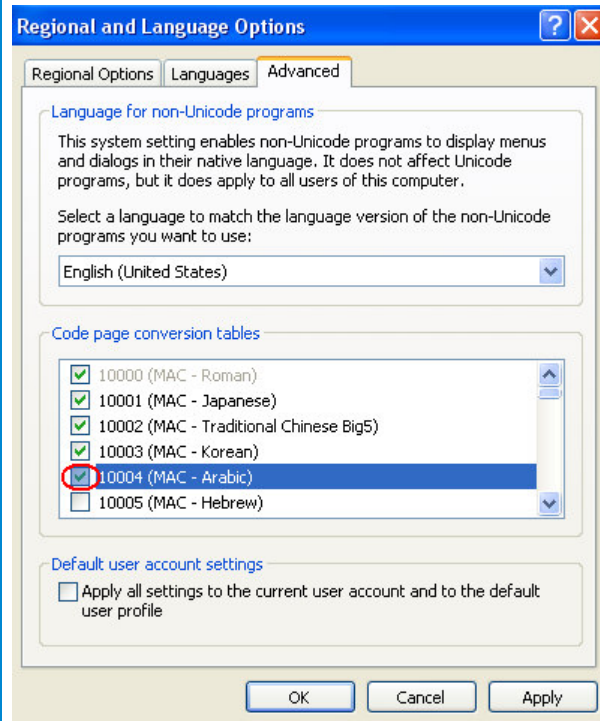 Regional and Language Options
Regional Options Languages Advanced
Language for non-Unicode programs
This system setting enables non-Unicode programs to display menus
and dialogs in their native language. It does not affect Unicode
programs, but it does apply to all users of this computer.
Select a language to match the language version of the non-Unicode
programs you want to use:
English (United States)
Code page conversion tables
10000 (MAC - Roman)
10001 (MAC - Japanese)
10002 (MAC - Traditional Chinese Big5)
10003 (MAC - Korean)
10004 (MAC - Arabic)
10005 (MAC - Hebrew)
Default user account settings
Apply all settings to the current user account and to the default
user profile
OK Cancel Apply